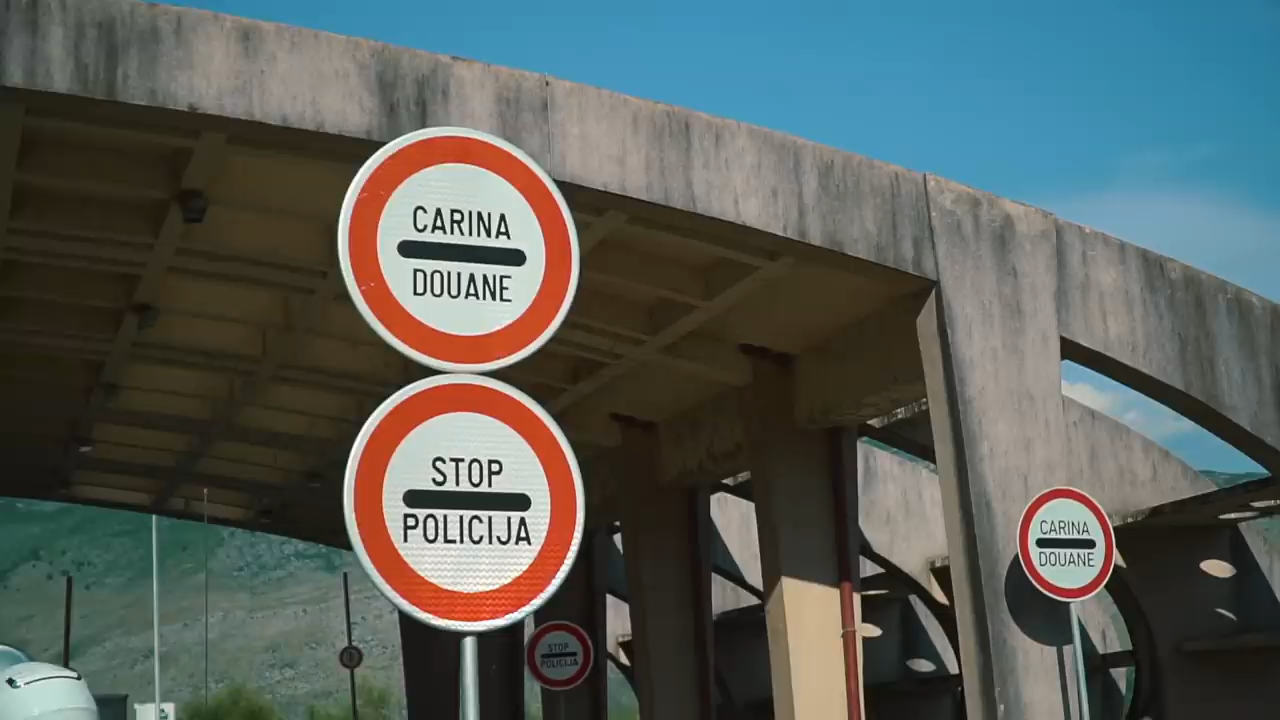 CARINA
DOUANE
STOP
POLICIJA
CARINA
DOUANE
STOP
POLICIJA